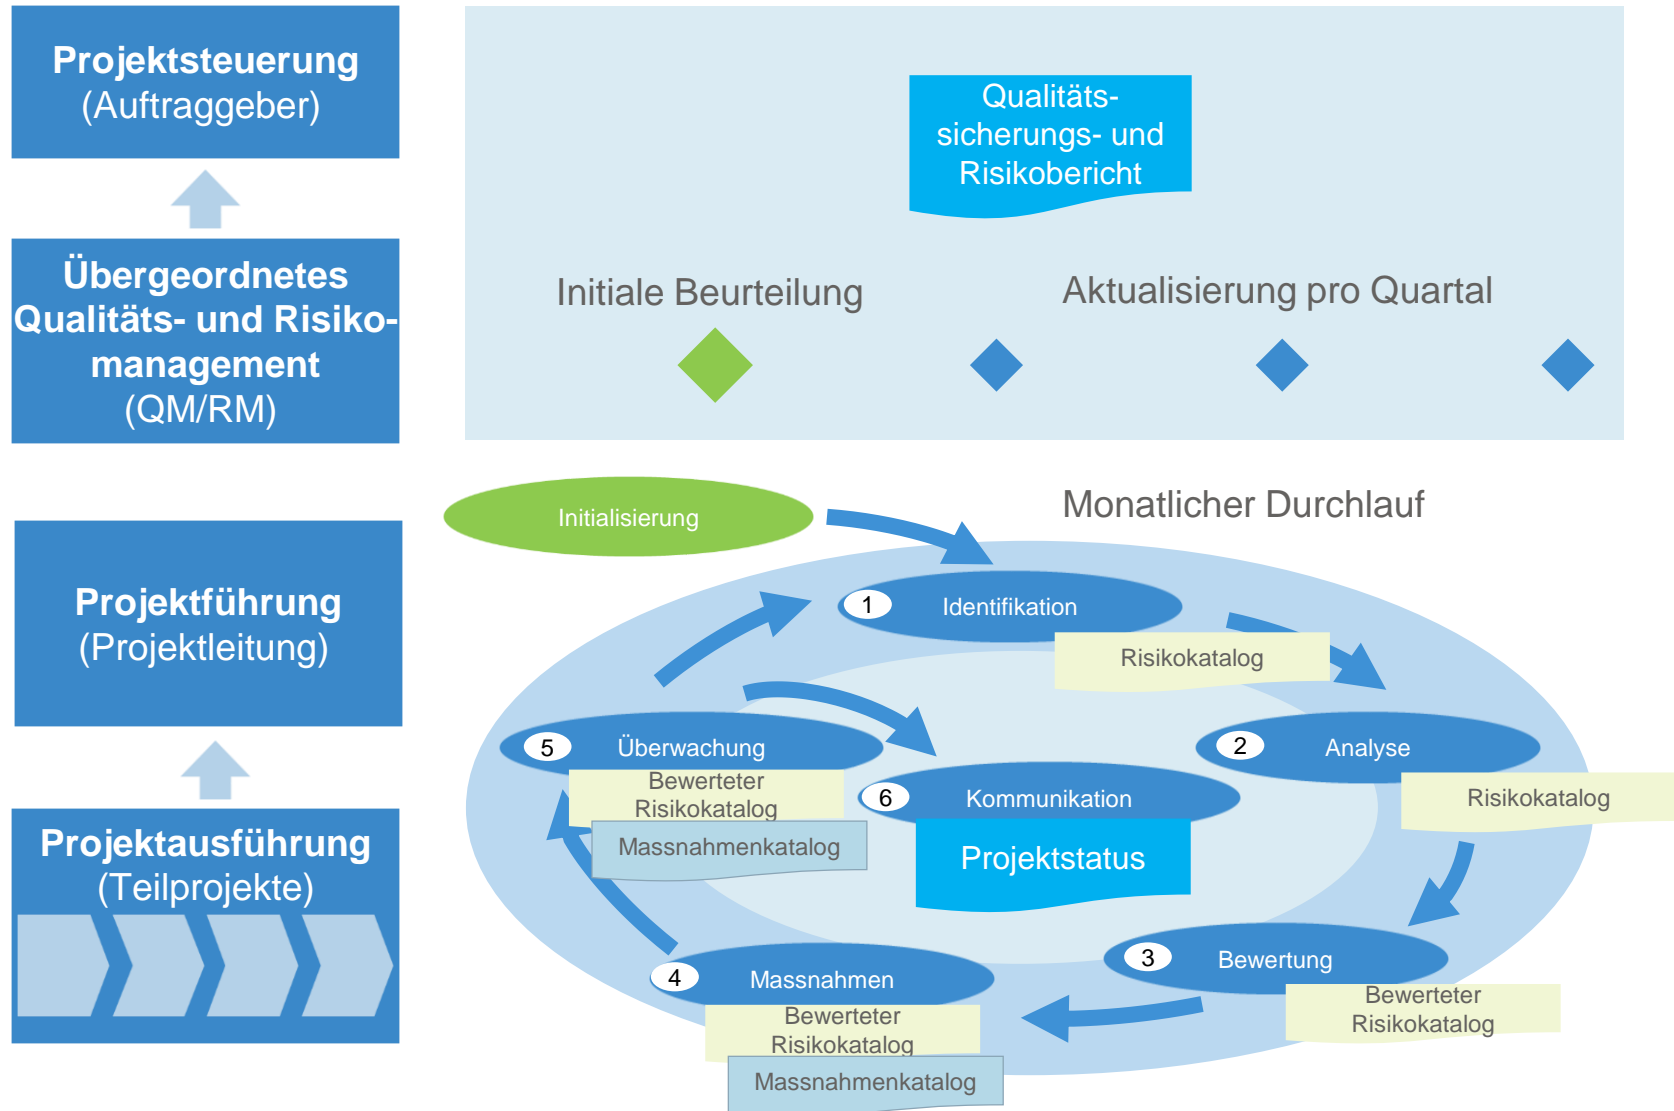 Projektsteuerung
(Auftraggeber)
Übergeordnetes
Qualitäts- und Risiko-
management
(QM/RM)
Projektführung
(Projektleitung)
Projektausführung
(Teilprojekte)
Qualitäts-
sicherungs- und
Risikobericht
Initiale Beurteilung
Aktualisierung pro Quartal
Initialisierung
Monatlicher Durchlauf
1 Identifikation
Risikokatalog
2 Analyse
Risikokatalog
3 Bewertung
Bewerteter
Risikokatalog
4 Massnahmen
Bewerteter
Risikokatalog
Massnahmenkatalog
5 Überwachung
Bewerteter
Risikokatalog
Massnahmenkatalog
6 Kommunikation
Projektstatus